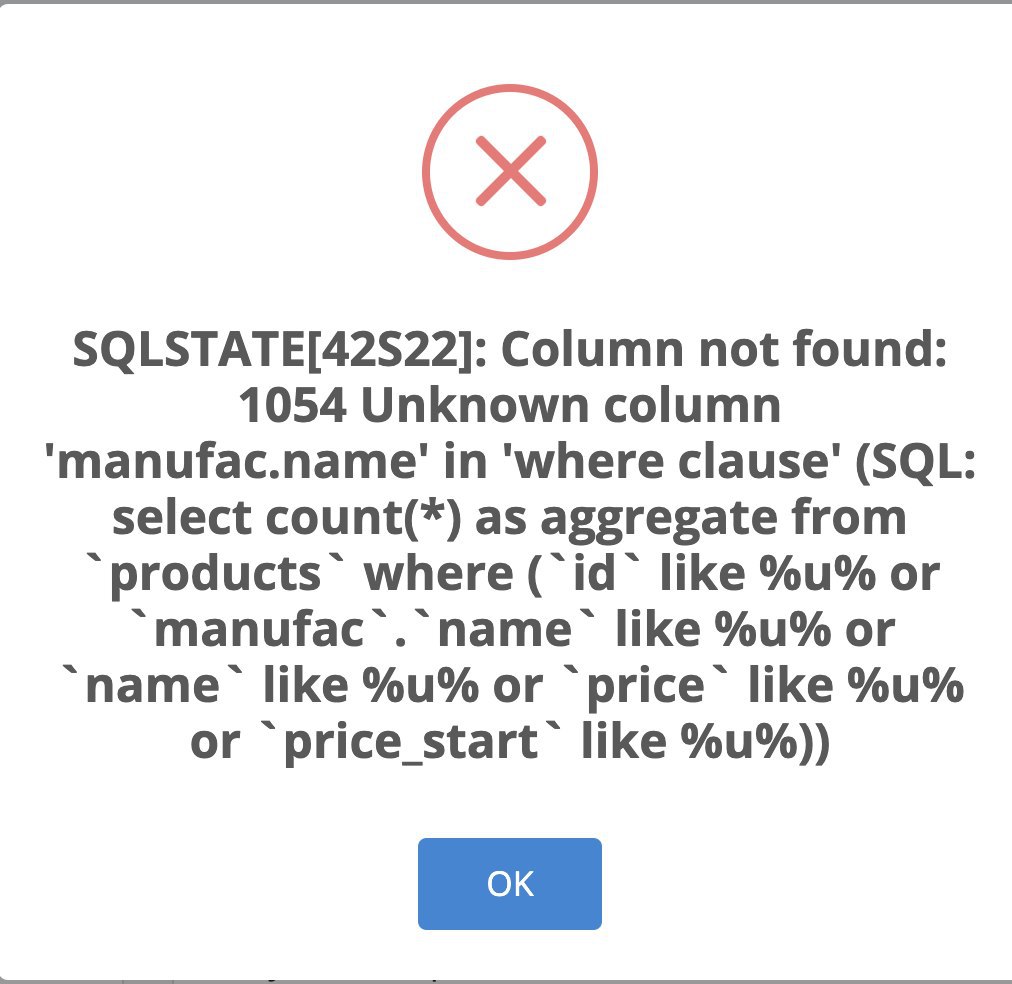 SQLSTATE[42S22]: Column not found:
1054 Unknown column
'manufac.name' in 'where clause' (SQL:
select count(*) as aggregate from
`products` where (`id` like %u% or
`manufac`.`name` like %u% or
`name` like %u% or `price` like %u%
or `price_start` like %u%))
OK